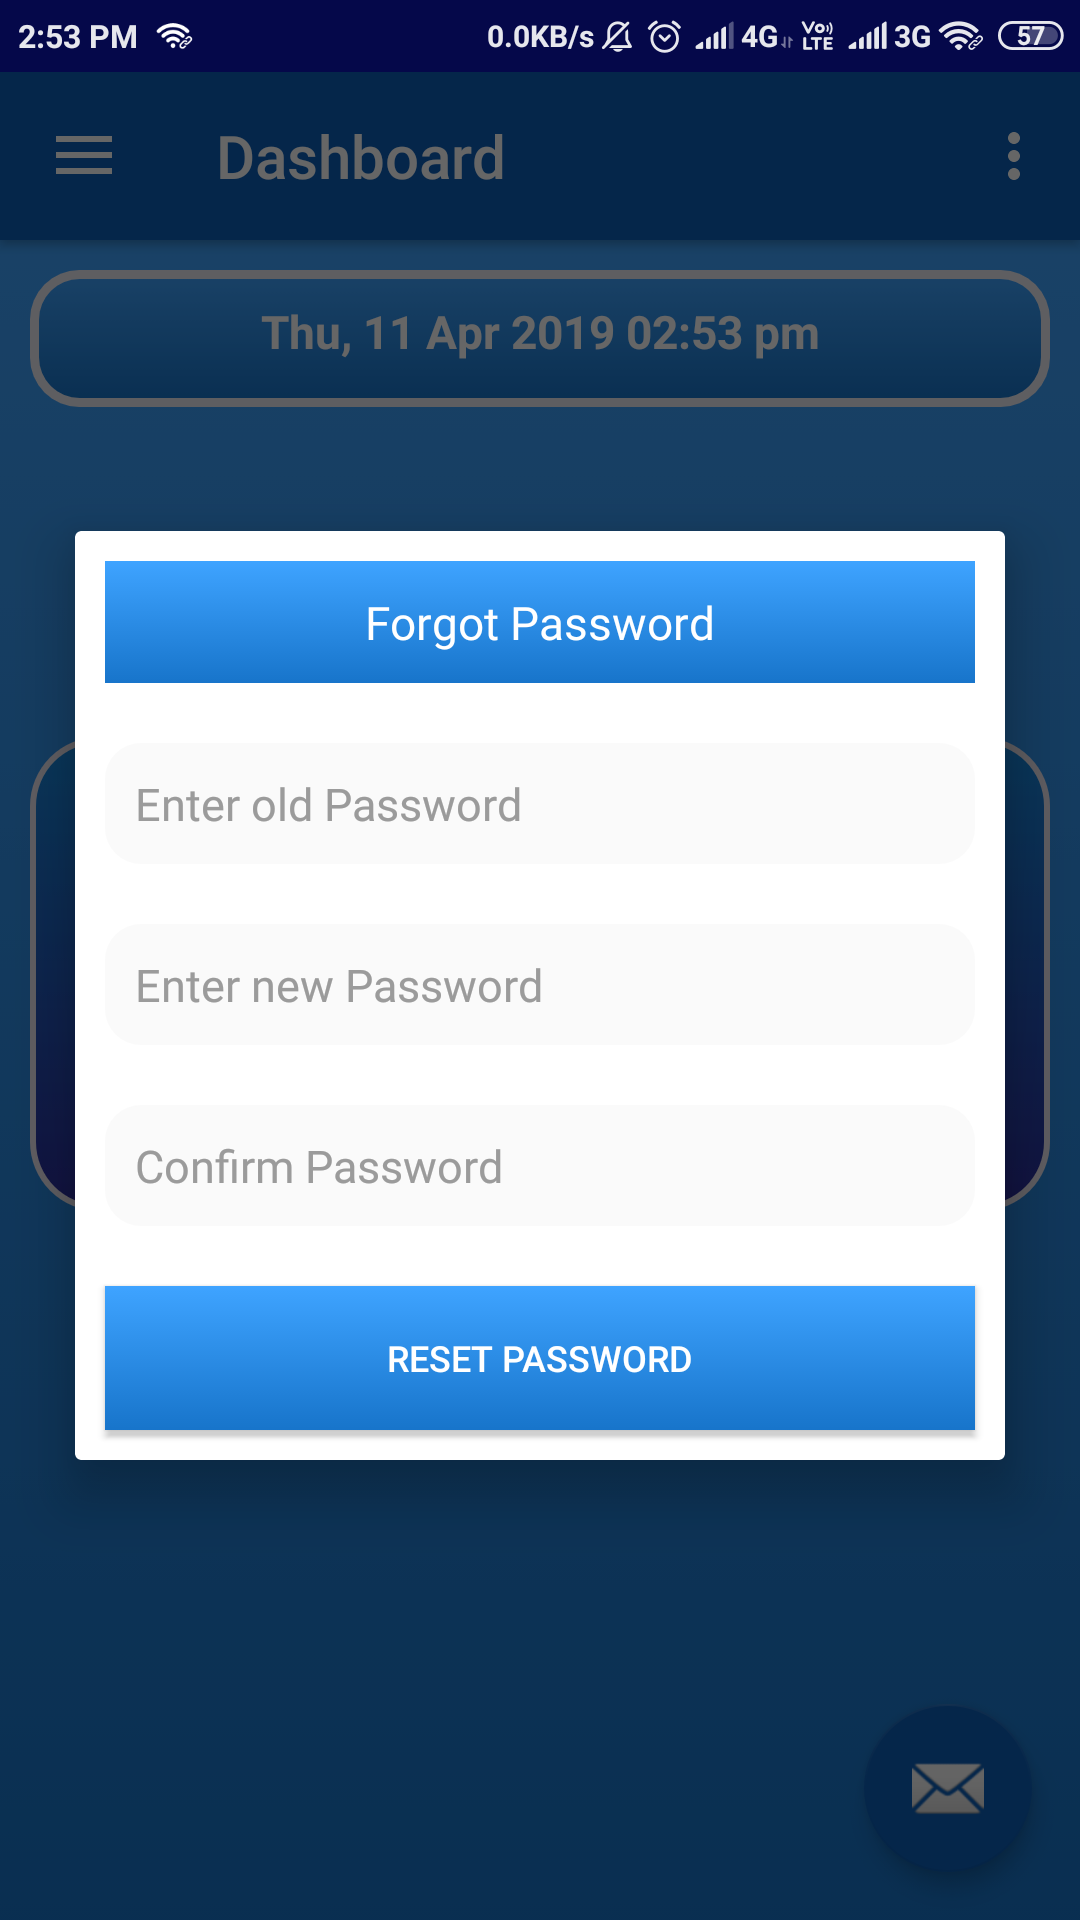 2:53 PM 0.0KB/s 4G VO) LTE 3G 57
Dashboard
Thu, 11 Apr 2019 02:53 pm
Forgot Password
Enter old Password
Enter new Password
Confirm Password
RESET PASSWORD